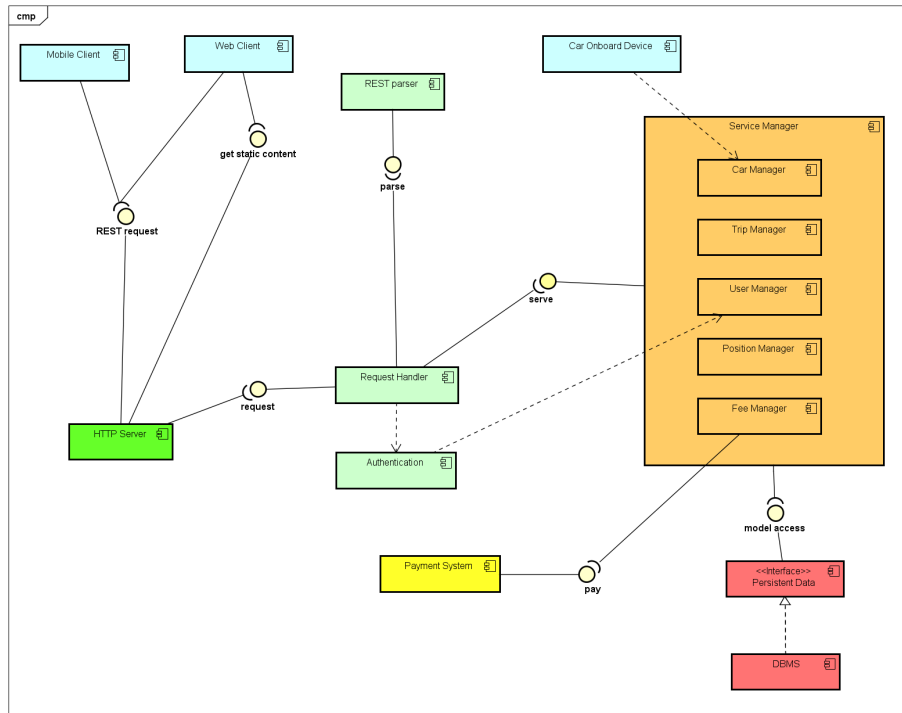 cmp
Mobile Client
Web Client
Car Onboard Device
REST parser
Service Manager
get static content
Car Manager
parse
REST request
Trip Manager
User Manager
serve
Position Manager
Request Handler
request
Fee Manager
HTTP Server
Authentication
model access
Payment System
pay
<<Interface>>
Persistent Data
DBMS